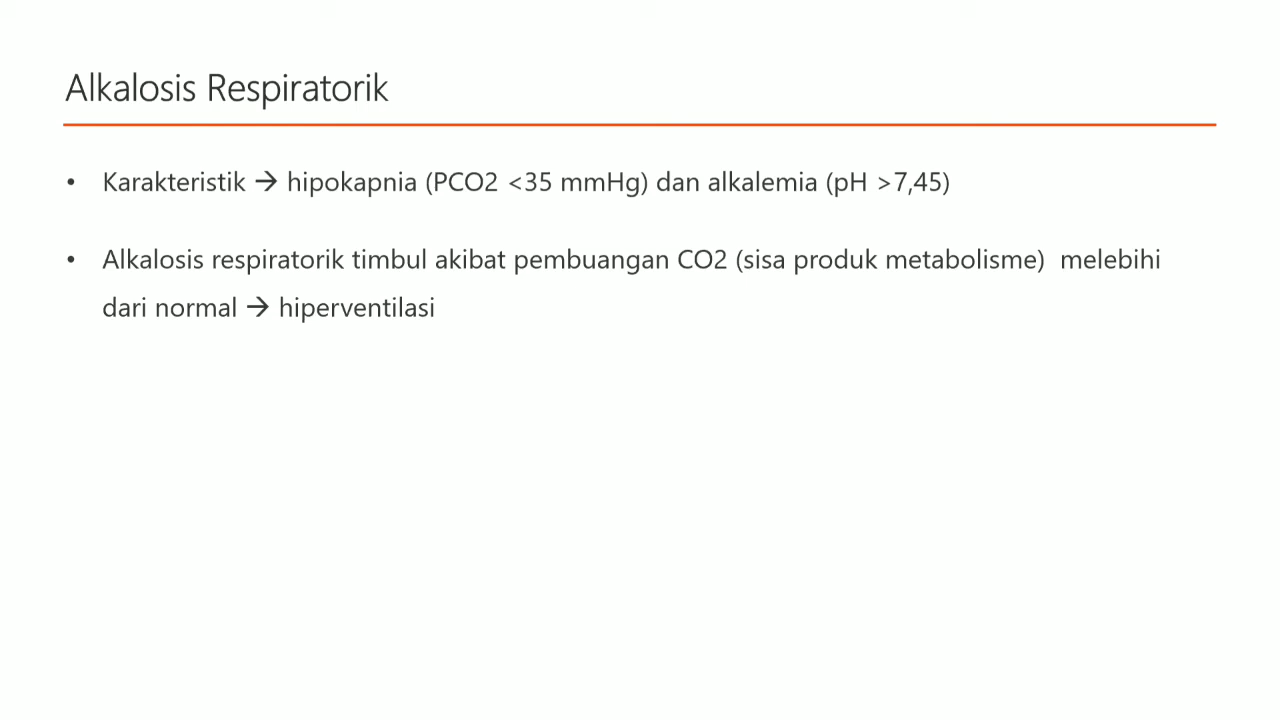 Alkalosis Respiratorik
• Karakteristik → hipokapnia (PCO2 <35 mmHg) dan alkalemia (pH >7,45)
• Alkalosis respiratorik timbul akibat pembuangan CO2 (sisa produk metabolisme)  melebihi
dari normal → hiperventilasi